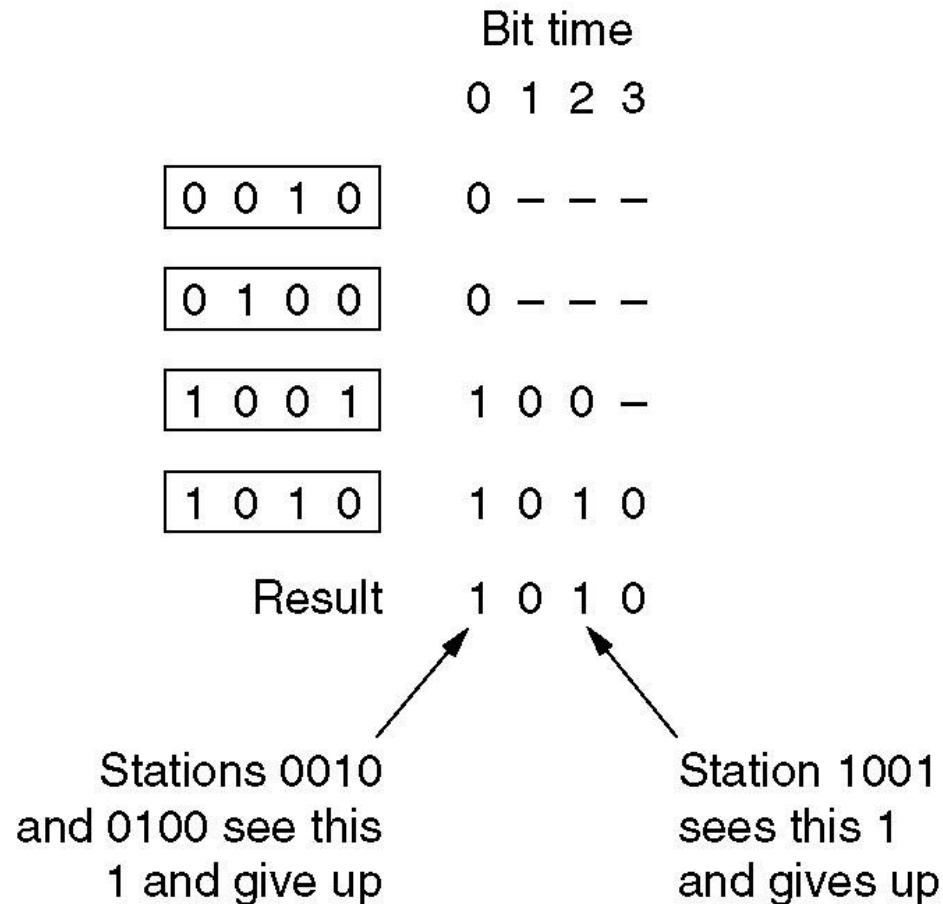 Bit time
0 1 2 3
0 0 1 0 0 – – –
0 1 0 0 0 – – –
1 0 0 1 1 0 0 –
1 0 1 0 1 0 1 0
Result 1 0 1 0
Stations 0010
and 0100 see this
1 and give up
Station 1001
sees this 1
and gives up